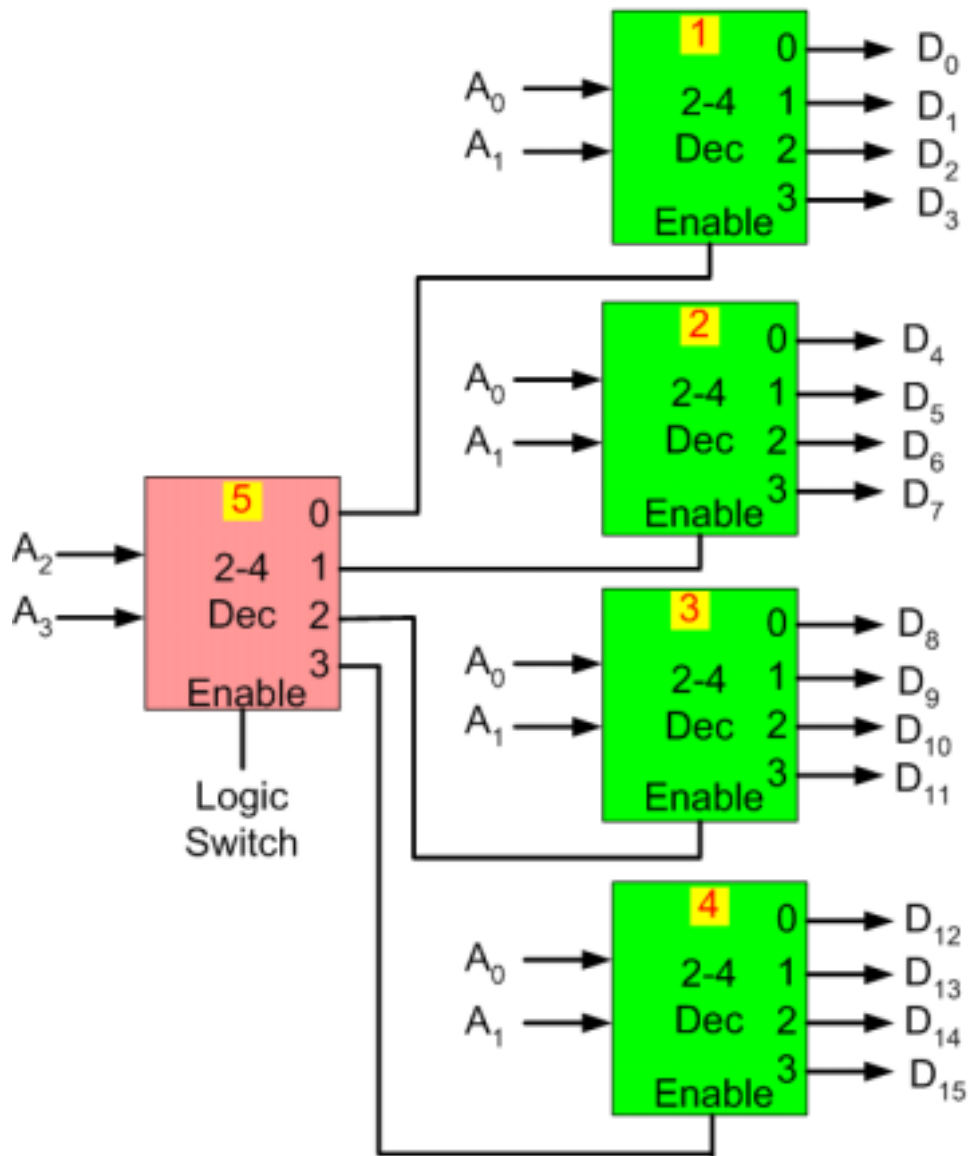 1
0
D₀
A₀
2-4
1
D₁
A₁
Dec
2
D₂
3
D₃
Enable
2
0
D₄
A₀
2-4
1
D₅
A₁
Dec
2
D₆
3
D₇
Enable
5
0
A₂
2-4
1
A₃
Dec
2
3
Enable
Logic
Switch
3
0
D₈
A₀
2-4
1
D₉
A₁
Dec
2
D₁₀
3
D₁₁
Enable
4
0
D₁₂
A₀
2-4
1
D₁₃
A₁
Dec
2
D₁₄
3
D₁₅
Enable